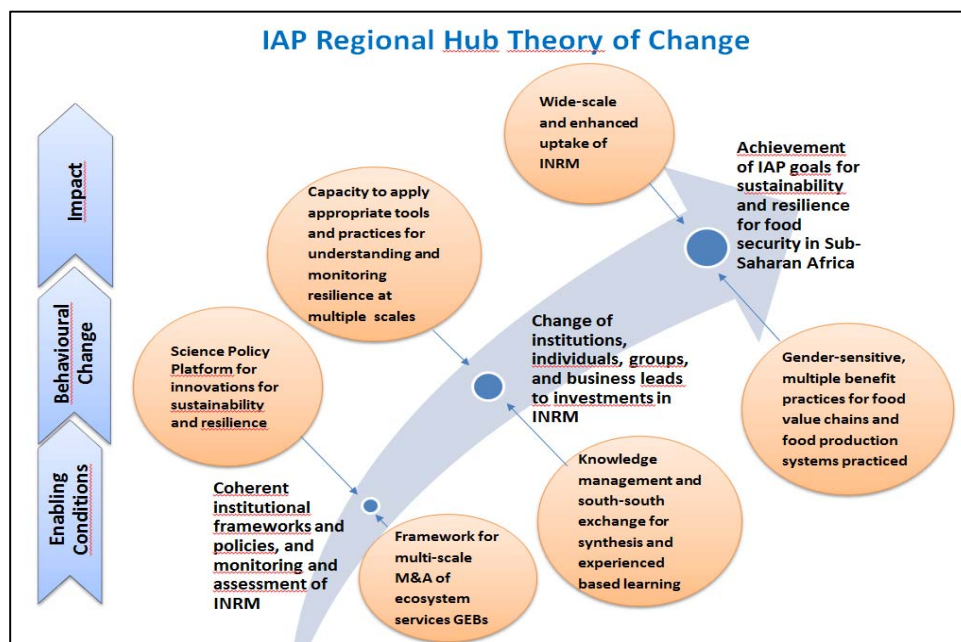 IAP Regional Hub Theory of Change
Impact
Behavioural
Change
Enabling
Conditions
Wide-scale
and enhanced
uptake of
INRM
Achievement
of IAP goals for
sustainability
and resilience
for food
security in Sub-
Saharan Africa
Capacity to apply
appropriate tools
and practices for
understanding and
monitoring
resilience at
multiple scales
Science Policy
Platform for
innovations for
sustainability
and resilience
Change of
institutions,
individuals, groups,
and business leads
to investments in
INRM
Gender-sensitive,
multiple benefit
practices for food
value chains and
food production
systems practiced
Coherent
institutional
frameworks and
policies, and
monitoring and
assessment of
INRM
Framework for
multi-scale
M&A of
ecosystem
services GEBs
Knowledge
management and
south-south
exchange for
synthesis and
experienced
based learning